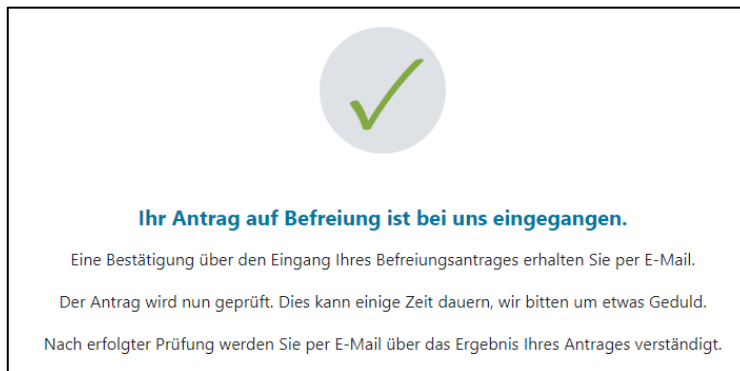 Ihr Antrag auf Befreiung ist bei uns eingegangen.
Eine Bestätigung über den Eingang Ihres Befreiungsantrages erhalten Sie per E-Mail.
Der Antrag wird nun geprüft. Dies kann einige Zeit dauern, wir bitten um etwas Geduld.
Nach erfolgter Prüfung werden Sie per E-Mail über das Ergebnis Ihres Antrages verständigt.